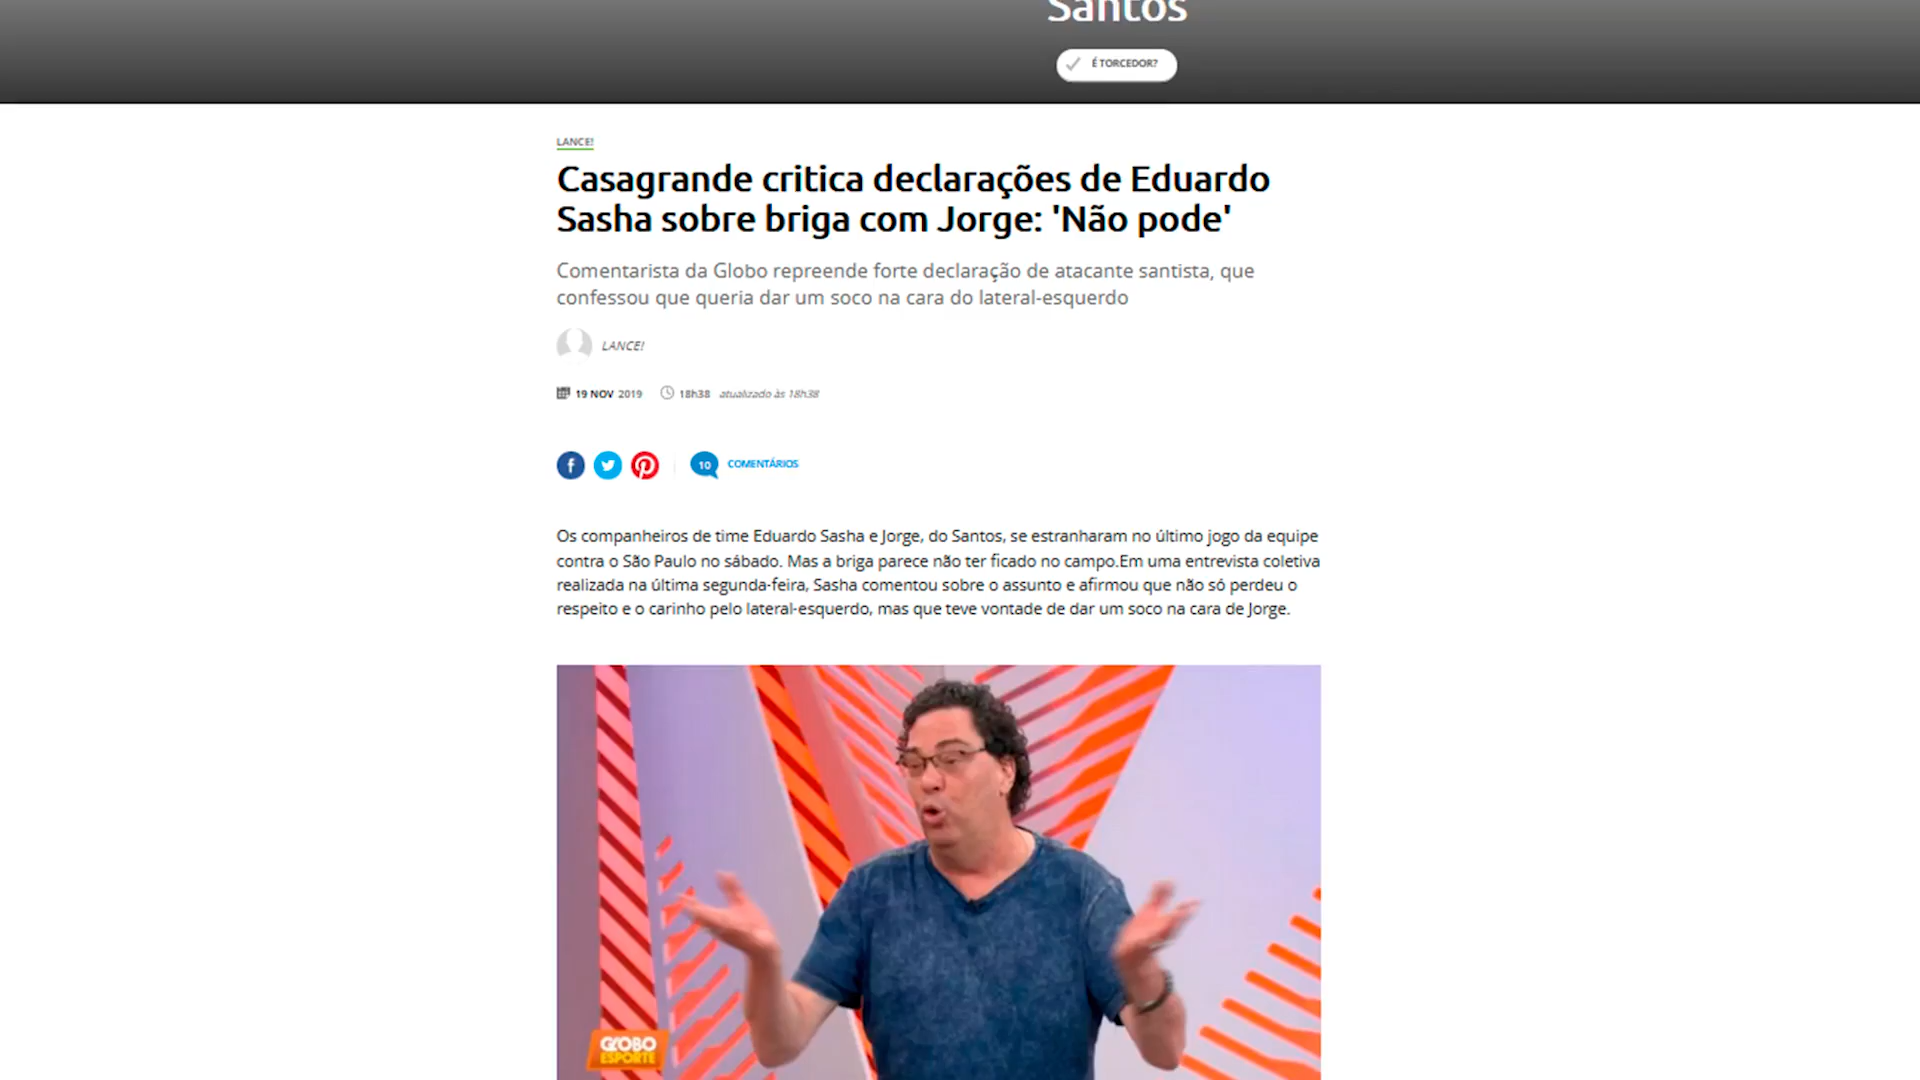 Santos
É TORCEDOR?
LANCE!
Casagrande critica declarações de Eduardo
Sasha sobre briga com Jorge: 'Não pode'
Comentarista da Globo repreende forte declaração de atacante santista, que
confessou que queria dar um soco na cara do lateral-esquerdo
LANCE!
19 NOV 2019 18h38 atualizado às 18h38
10 COMENTÁRIOS
Os companheiros de time Eduardo Sasha e Jorge, do Santos, se estranharam no último jogo da equipe
contra o São Paulo no sábado. Mas a briga parece não ter ficado no campo.Em uma entrevista coletiva
realizada na última segunda-feira, Sasha comentou sobre o assunto e afirmou que não só perdeu o
respeito e o carinho pelo lateral-esquerdo, mas que teve vontade de dar um soco na cara de Jorge.
GLOBO
ESPORTE